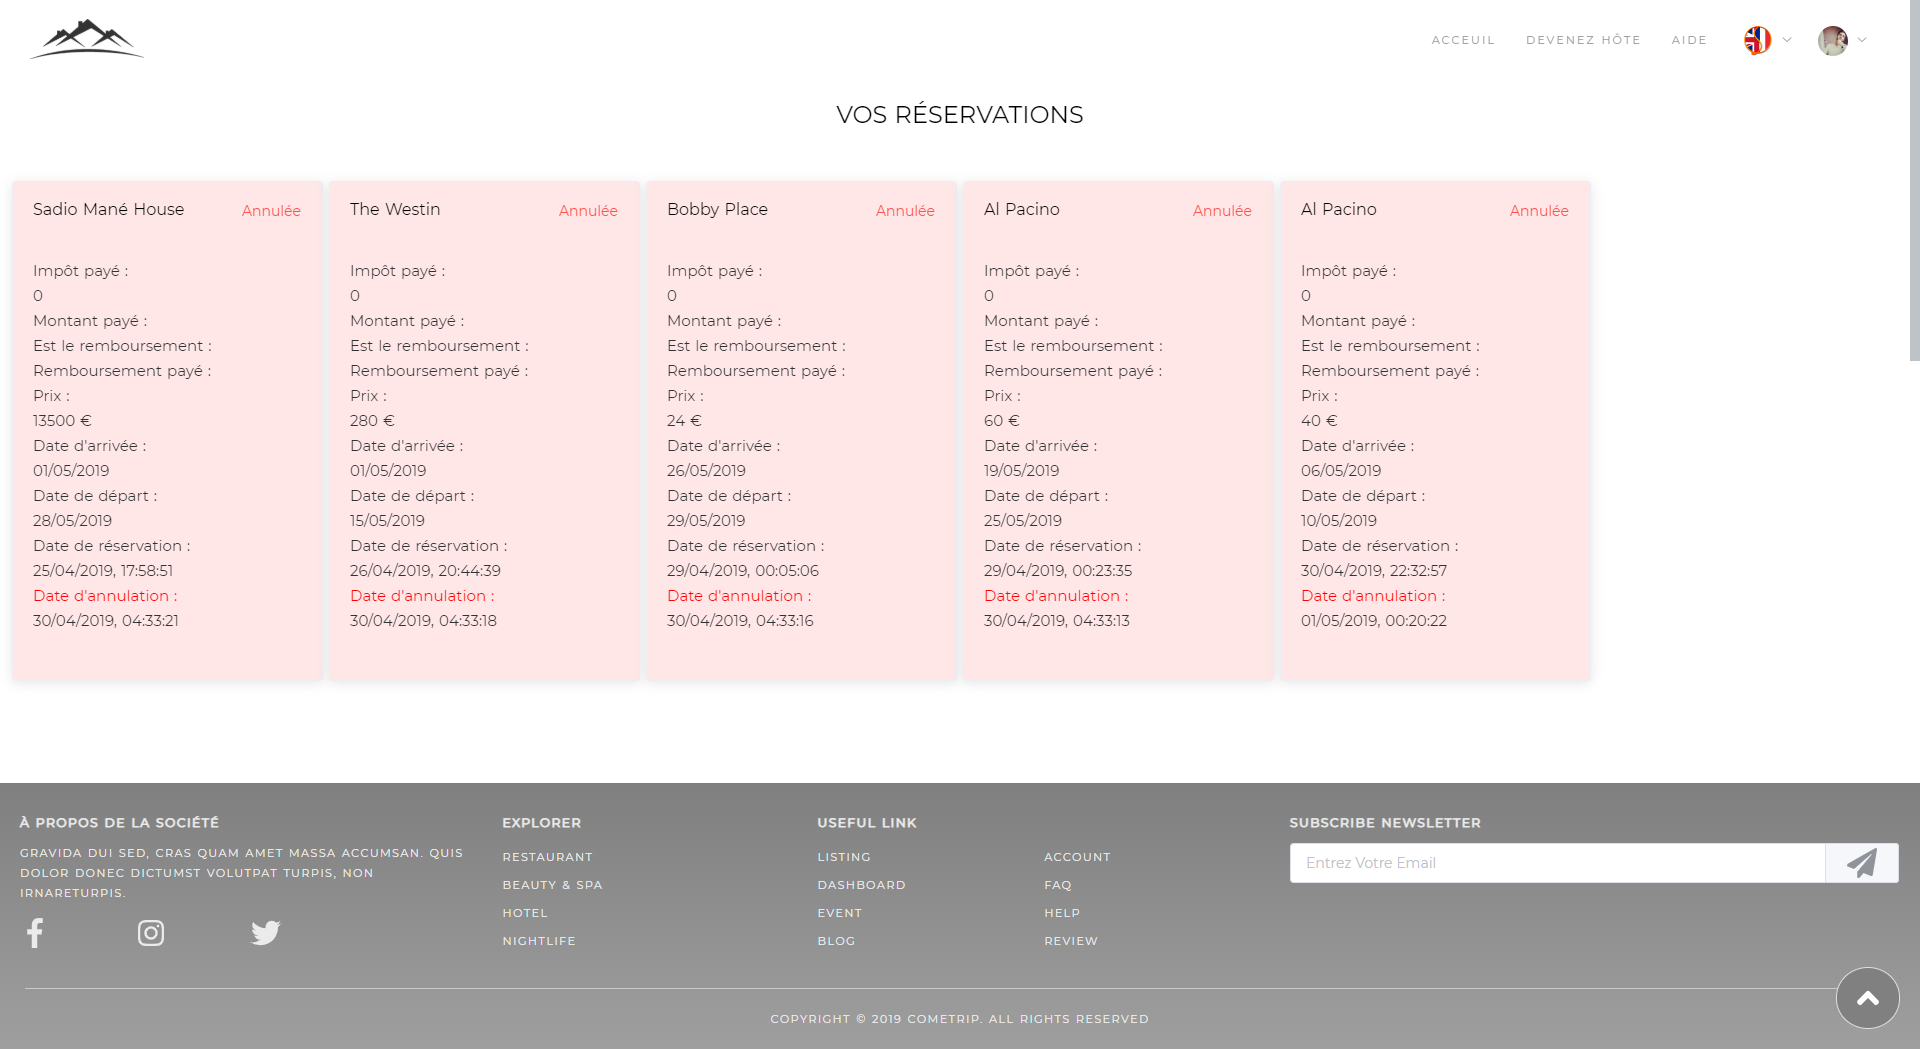 ACCEUIL DEVENEZ HÔTE AIDE
VOS RÉSERVATIONS
Sadio Mané House Annulée
Impôt payé :
0
Montant payé :
Est le remboursement :
Remboursement payé :
Prix :
13500 €
Date d'arrivée :
01/05/2019
Date de départ :
28/05/2019
Date de réservation :
25/04/2019, 17:58:51
Date d'annulation :
30/04/2019, 04:33:21
The Westin Annulée
Impôt payé :
0
Montant payé :
Est le remboursement :
Remboursement payé :
Prix :
280 €
Date d'arrivée :
01/05/2019
Date de départ :
15/05/2019
Date de réservation :
26/04/2019, 20:44:39
Date d'annulation :
30/04/2019, 04:33:18
Bobby Place Annulée
Impôt payé :
0
Montant payé :
Est le remboursement :
Remboursement payé :
Prix :
24 €
Date d'arrivée :
26/05/2019
Date de départ :
29/05/2019
Date de réservation :
29/04/2019, 00:05:06
Date d'annulation :
30/04/2019, 04:33:16
Al Pacino Annulée
Impôt payé :
0
Montant payé :
Est le remboursement :
Remboursement payé :
Prix :
60 €
Date d'arrivée :
19/05/2019
Date de départ :
25/05/2019
Date de réservation :
29/04/2019, 00:23:35
Date d'annulation :
30/04/2019, 04:33:13
Al Pacino Annulée
Impôt payé :
0
Montant payé :
Est le remboursement :
Remboursement payé :
Prix :
40 €
Date d'arrivée :
06/05/2019
Date de départ :
10/05/2019
Date de réservation :
30/04/2019, 22:32:57
Date d'annulation :
01/05/2019, 00:20:22
À PROPOS DE LA SOCIÉTÉ
GRAVIDA DUI SED, CRAS QUAM AMET MASSA ACCUMSAN. QUIS
DOLOR DONEC DICTUMST VOLUTPAT TURPIS, NON
IRNARETURPIS.
EXPLORER
RESTAURANT
BEAUTY & SPA
HOTEL
NIGHTLIFE
USEFUL LINK
LISTING
DASHBOARD
EVENT
BLOG
ACCOUNT
FAQ
HELP
REVIEW
SUBSCRIBE NEWSLETTER
Entrez Votre Email
COPYRIGHT © 2019 COMETRIP. ALL RIGHTS RESERVED